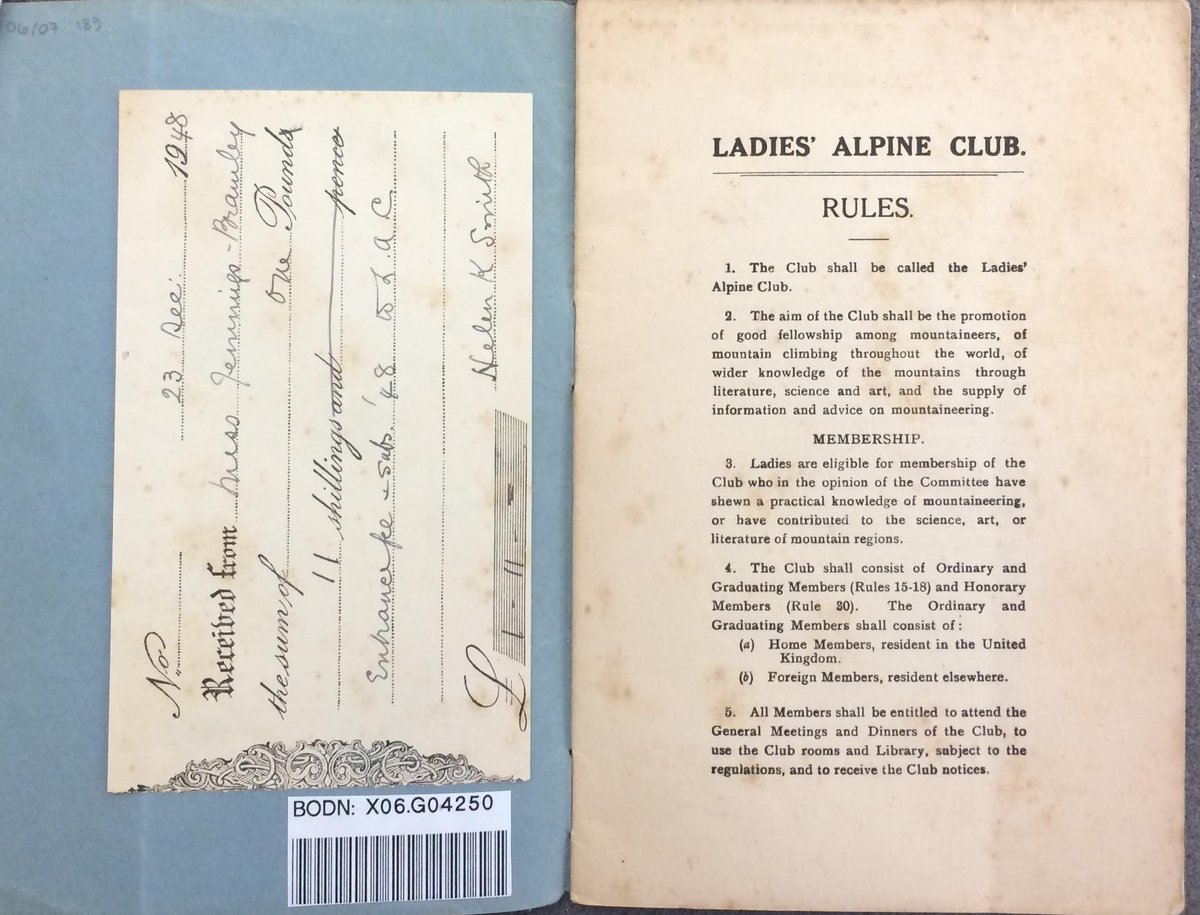 06/07 189
No
23 Dec. 1948
Received from Miss Jennings-Bramley
the sum of One Pounds
11 shillings and pence
Entrance fee & subs. '48 to L.A.C.
£ 1 - 11 - - Helen K Smith
BODN: X06.G04250
LADIES' ALPINE CLUB.
RULES.
1. The Club shall be called the Ladies'
Alpine Club.
2. The aim of the Club shall be the promotion
of good fellowship among mountaineers, of
mountain climbing throughout the world, of
wider knowledge of the mountains through
literature, science and art, and the supply of
information and advice on mountaineering.
MEMBERSHIP.
3. Ladies are eligible for membership of the
Club who in the opinion of the Committee have
shewn a practical knowledge of mountaineering,
or have contributed to the science, art, or
literature of mountain regions.
4. The Club shall consist of Ordinary and
Graduating Members (Rules 15-18) and Honorary
Members (Rule 30). The Ordinary and
Graduating Members shall consist of:
(a) Home Members, resident in the United
Kingdom.
(b) Foreign Members, resident elsewhere.
5. All Members shall be entitled to attend the
General Meetings and Dinners of the Club, to
use the Club rooms and Library, subject to the
regulations, and to receive the Club notices.